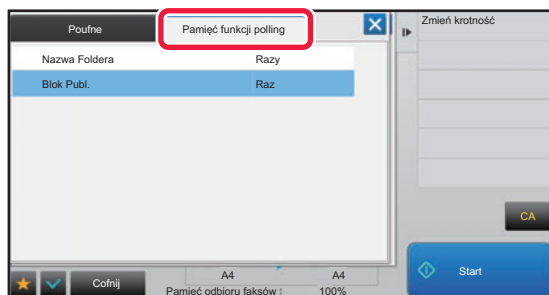 Poufne
Pamięć funkcji polling
Zmień krotność
Nazwa Foldera Razy
Blok Publ. Raz
CA
A4 A4
Cofnij
Start
Pamięć odbioru faksów : 100%